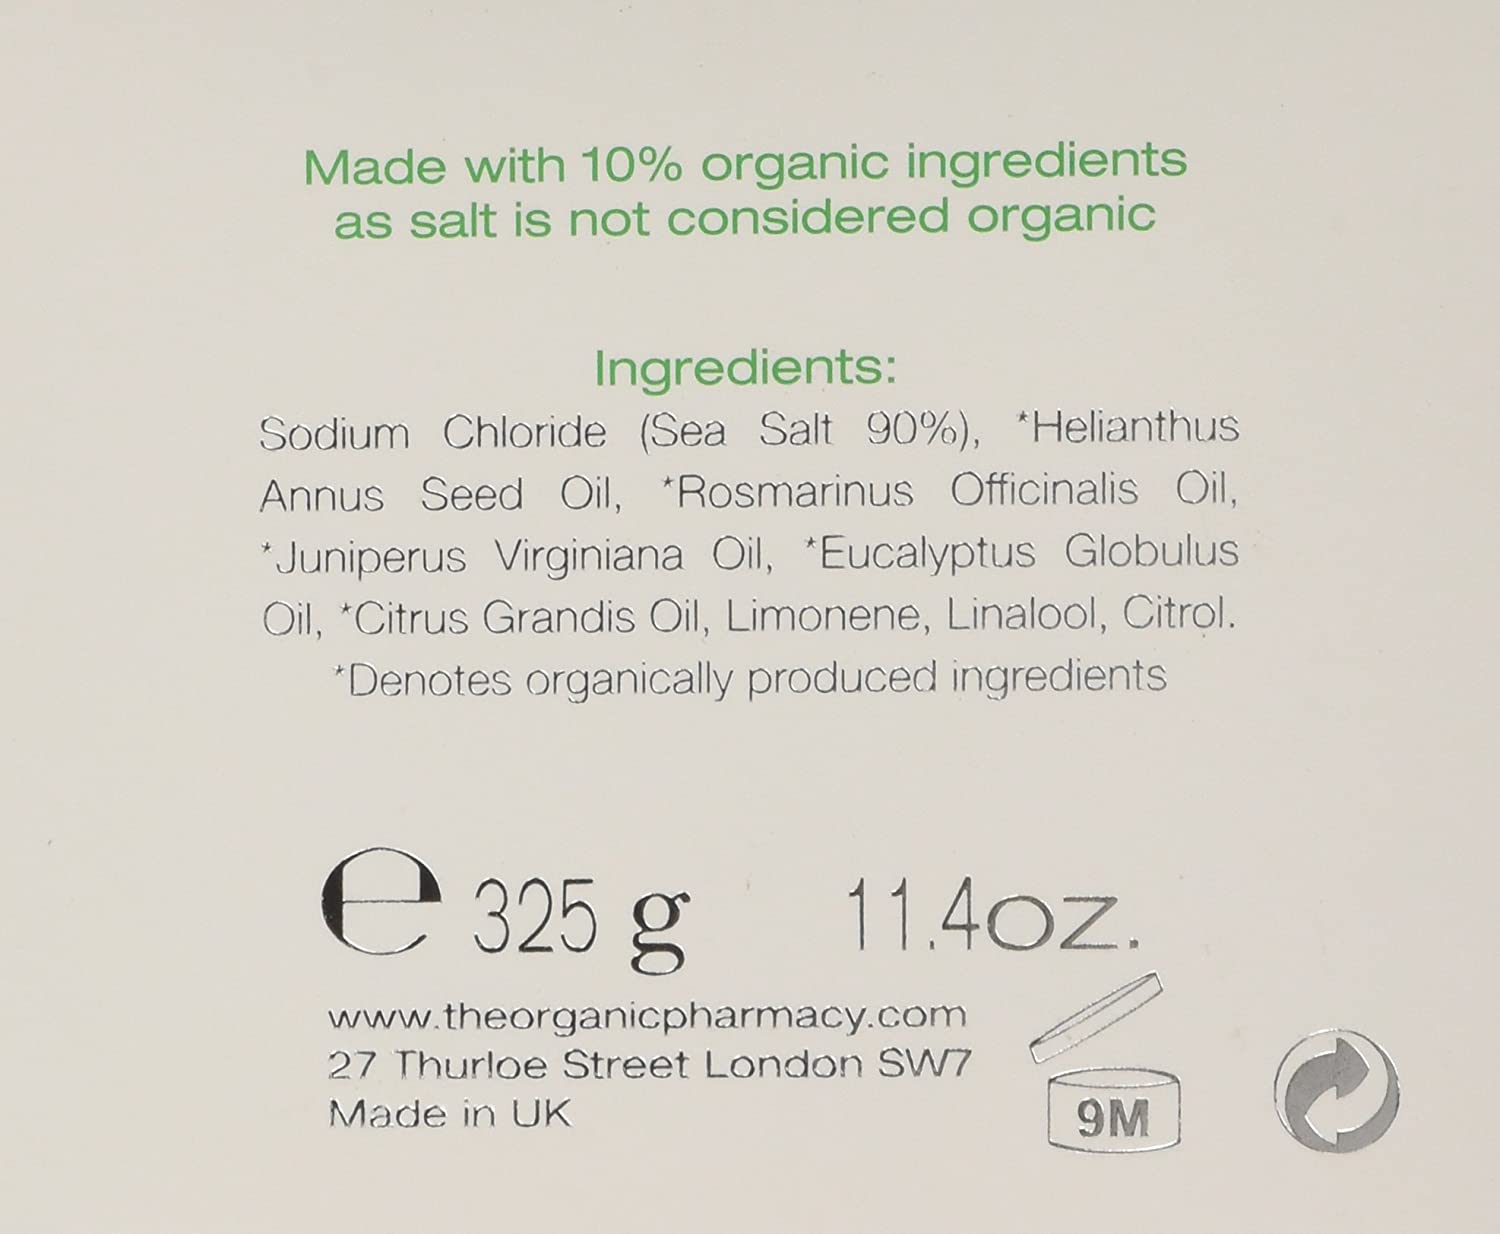 Made with 10% organic ingredients
as salt is not considered organic
Ingredients:
Sodium Chloride (Sea Salt 90%), *Helianthus
Annus Seed Oil, *Rosmarinus Officinalis Oil,
*Juniperus Virginiana Oil, *Eucalyptus Globulus
Oil, *Citrus Grandis Oil, Limonene, Linalool, Citrol.
*Denotes organically produced ingredients
e 325 g 11.4oz.
www.theorganicpharmacy.com
27 Thurloe Street London SW7
Made in UK
9M